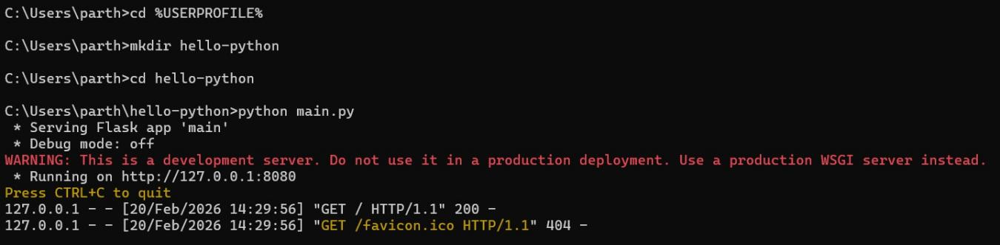 C:\Users\parth>cd %USERPROFILE%
C:\Users\parth>mkdir hello-python
C:\Users\parth>cd hello-python
C:\Users\parth\hello-python>python main.py
 * Serving Flask app 'main'
 * Debug mode: off
WARNING: This is a development server. Do not use it in a production deployment. Use a production WSGI server instead.
 * Running on http://127.0.0.1:8080
Press CTRL+C to quit
127.0.0.1 - - [20/Feb/2026 14:29:56] "GET / HTTP/1.1" 200 -
127.0.0.1 - - [20/Feb/2026 14:29:56] "GET /favicon.ico HTTP/1.1" 404 -